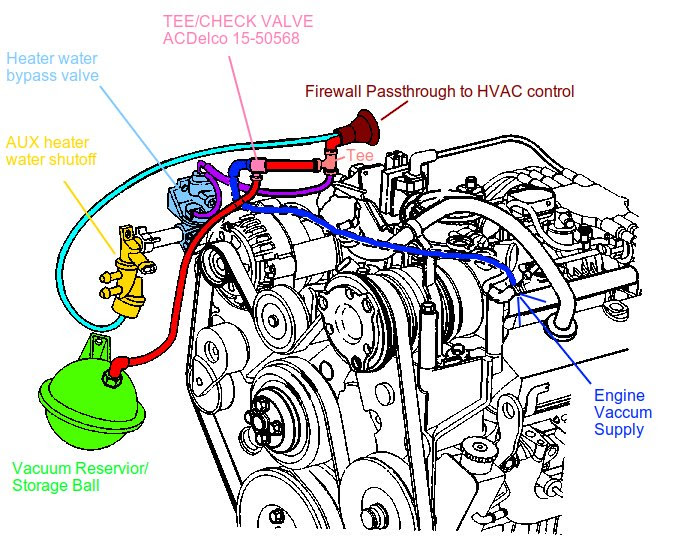 TEE/CHECK VALVE
ACDelco 15-50568
Heater water
bypass valve
Firewall Passthrough to HVAC control
AUX heater
water shutoff
Tee
Engine
Vaccum
Supply
Vacuum Reservior/
Storage Ball